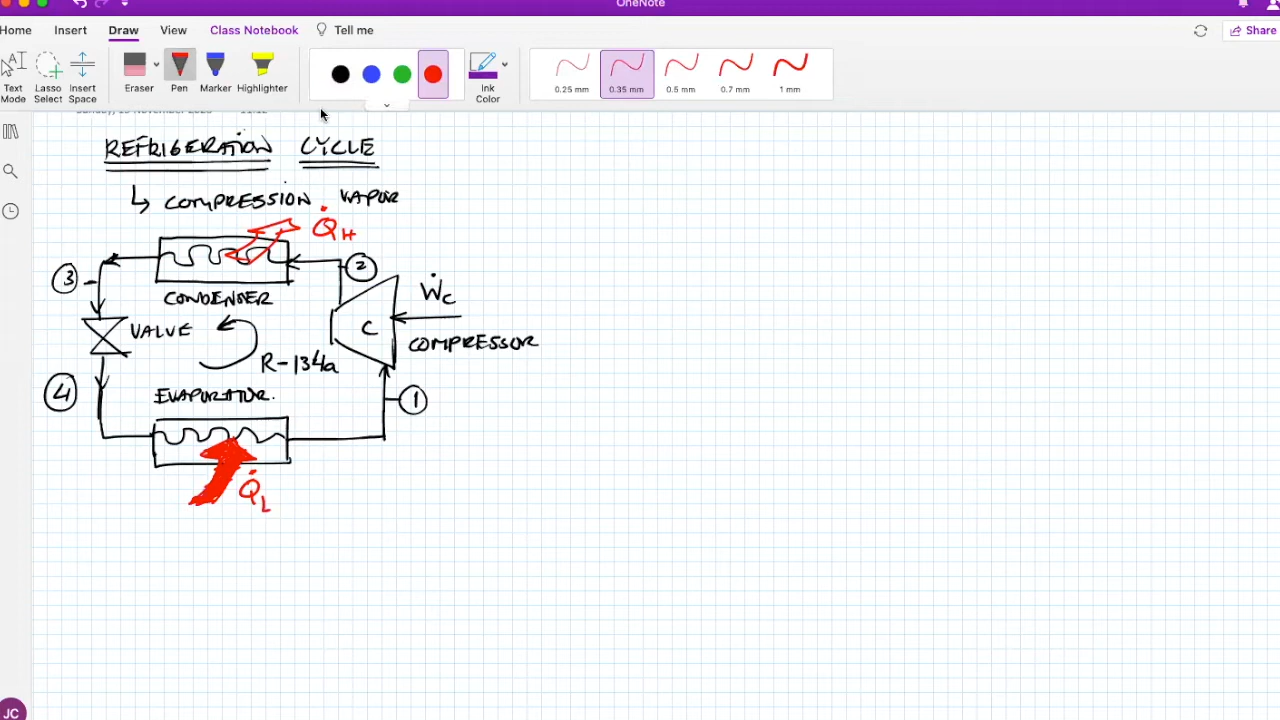 OneNote
Home Insert Draw View Class Notebook Tell me Share
Text Mode Lasso Select Insert Space Eraser Pen Marker Highlighter Ink Color 0.25 mm 0.35 mm 0.5 mm 0.7 mm 1 mm
REFRIGERATION CYCLE
↳ COMPRESSION VAPOR
Q̇H
3
2
CONDENSER
ẆC
VALVE
C
COMPRESSOR
R-134a
4
EVAPORATOR.
1
Q̇L
JC